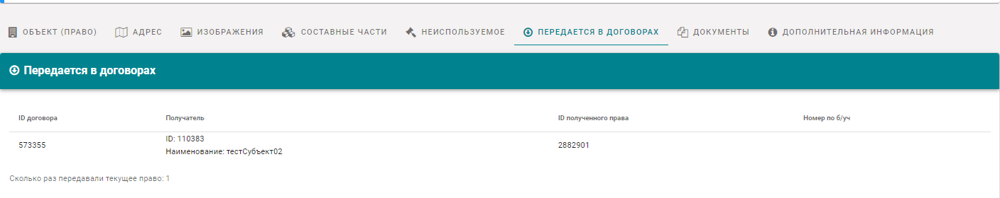 ОБЪЕКТ (ПРАВО) АДРЕС ИЗОБРАЖЕНИЯ СОСТАВНЫЕ ЧАСТИ НЕИСПОЛЬЗУЕМОЕ ПЕРЕДАЕТСЯ В ДОГОВОРАХ ДОКУМЕНТЫ ДОПОЛНИТЕЛЬНАЯ ИНФОРМАЦИЯ
Передается в договорах
ID договора Получатель ID полученного права Номер по б/уч
573355 ID: 110383 2882901
Наименование: тестСубъект02
Сколько раз передавали текущее право: 1